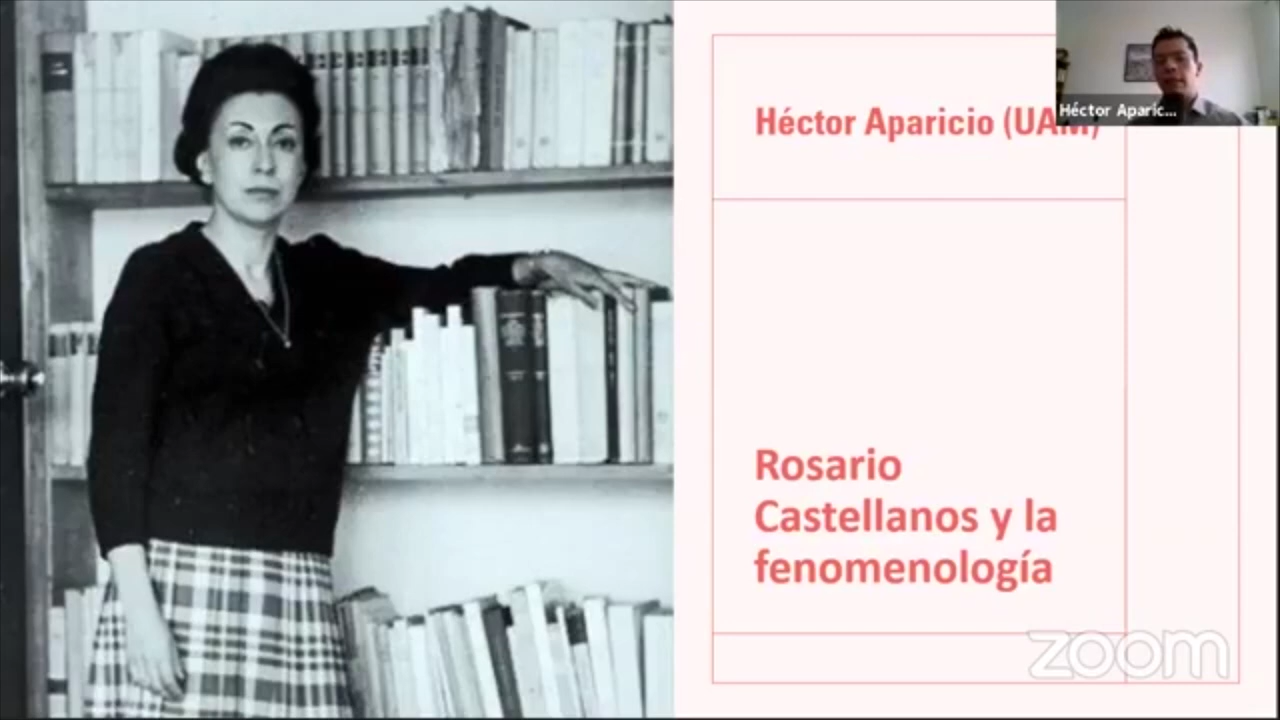 Héctor Aparicio (UAM)
Héctor Aparic...
Rosario
Castellanos y la
fenomenología
zoom